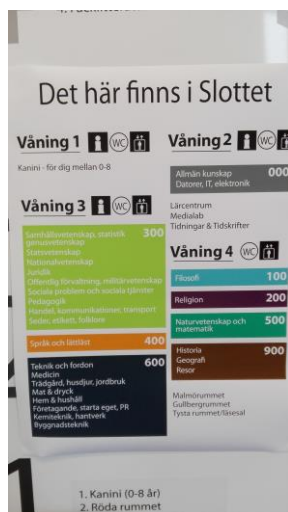 Det här finns i Slottet
Våning 1 WC
Kanini - för dig mellan 0-8
Våning 2 WC
Allmän kunskap 000
Datorer, IT, elektronik
Lärcentrum
Medialab
Tidningar & Tidskrifter
Våning 3 WC
Samhällsvetenskap, statistik 300
genusvetenskap
Statsvetenskap
Nationalvetenskap
Juridik
Offentlig förvaltning, militärvetenskap
Sociala problem och sociala tjänster
Pedagogik
Handel, kommunikationer, transport
Seder, etikett, folklore
Språk och lättläst 400
Teknik och fordon 600
Medicin
Trädgård, husdjur, jordbruk
Mat & dryck
Hem & hushåll
Företagande, starta eget, PR
Kemiteknik, hantverk
Byggnadsteknik
Våning 4 WC
Filosofi 100
Religion 200
Naturvetenskap och 500
matematik
Historia 900
Geografi
Resor
Malmörummet
Gullbergrummet
Tysta rummet/läsesal
1. Kanini (0-8 år)
2. Röda rummet